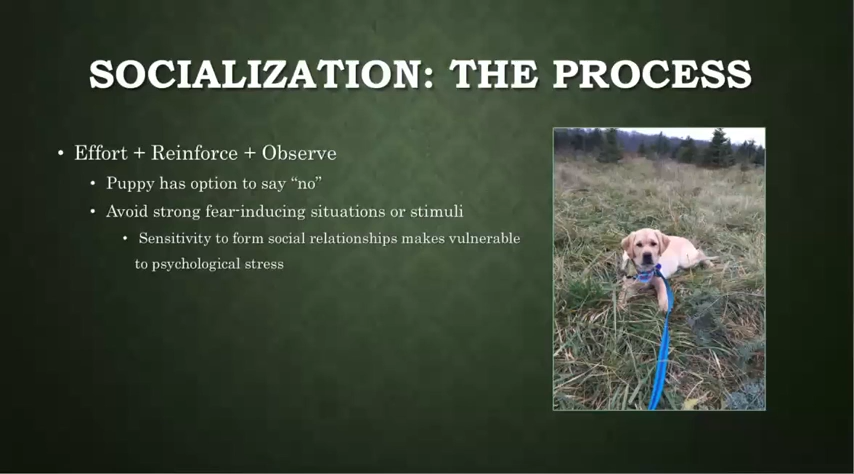 SOCIALIZATION: THE PROCESS
• Effort + Reinforce + Observe
• Puppy has option to say “no”
• Avoid strong fear-inducing situations or stimuli
• Sensitivity to form social relationships makes vulnerable
to psychological stress